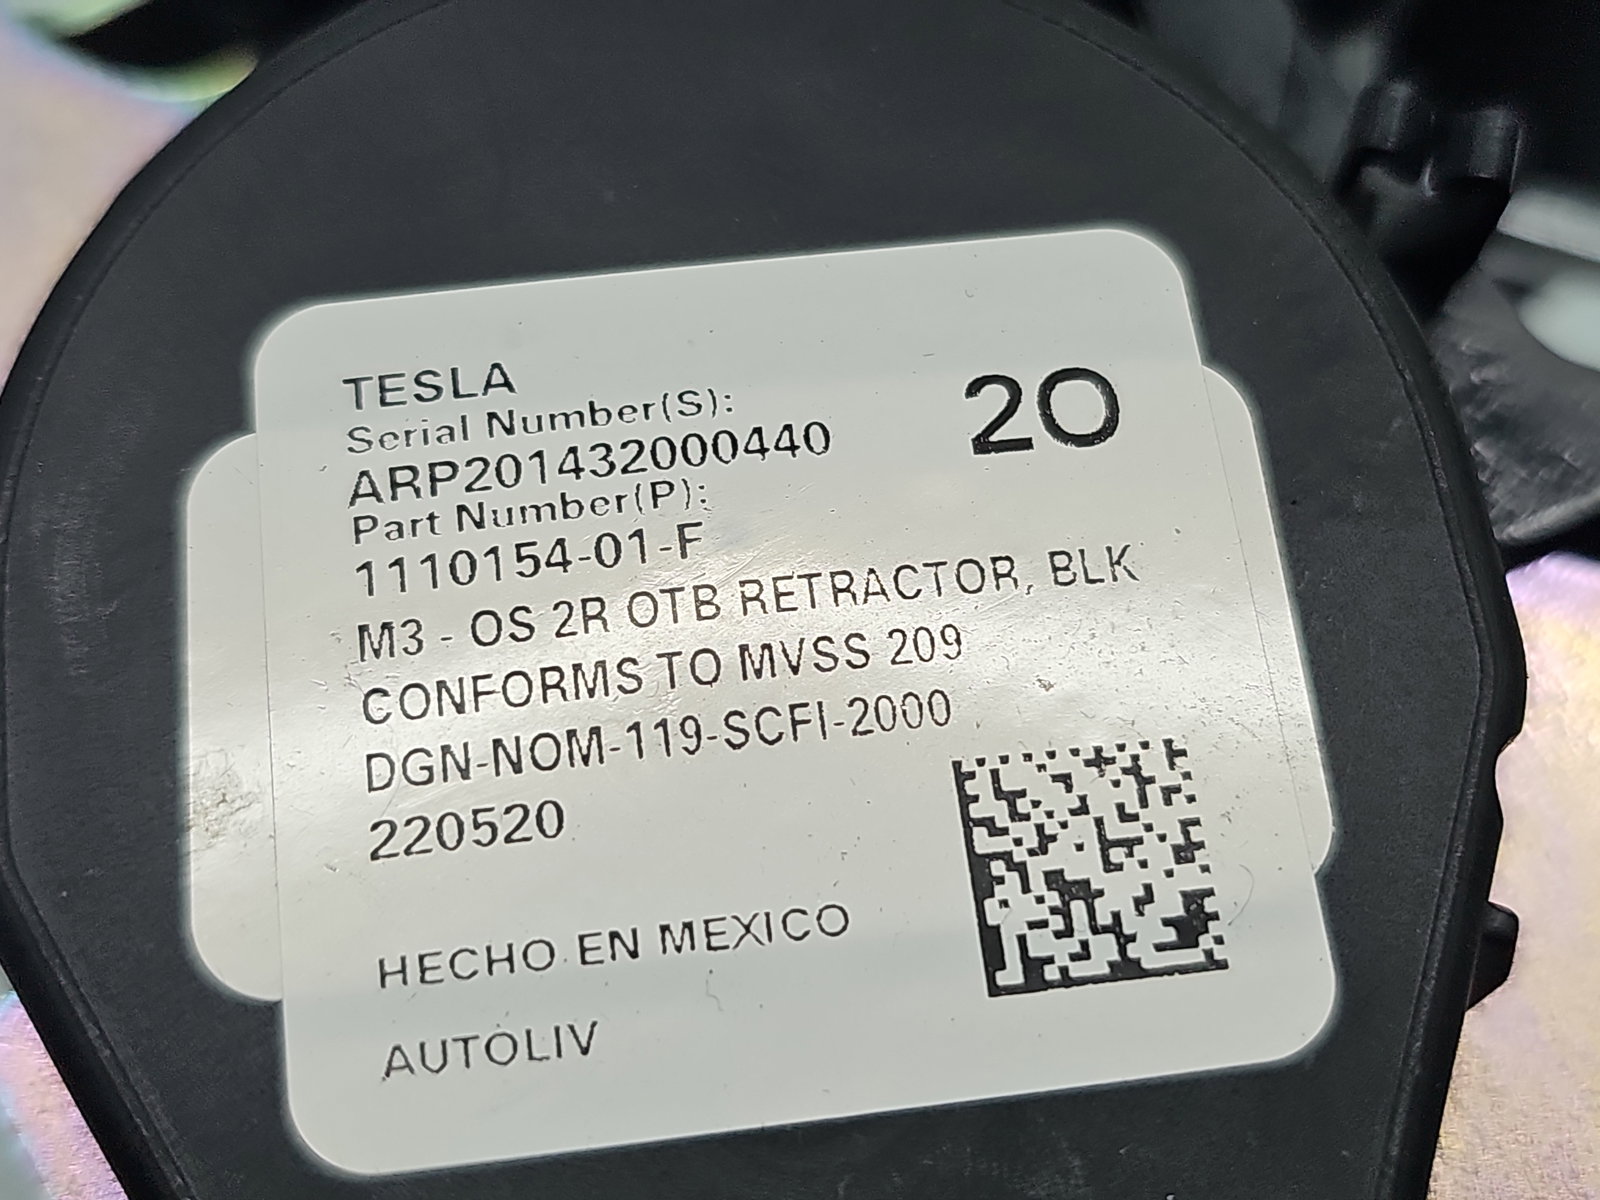 TESLA
Serial Number(S):
ARP201432000440
20
Part Number(P):
1110154-01-F
M3 - OS 2R OTB RETRACTOR, BLK
CONFORMS TO MVSS 209
DGN-NOM-119-SCFI-2000
220520
HECHO EN MEXICO
AUTOLIV